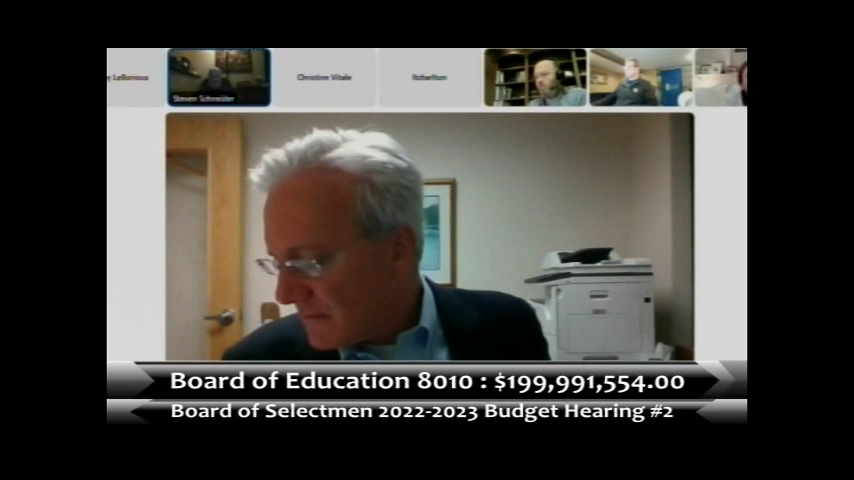 Christine Vitale
Steven Schneider
Board of Education 8010 : $199,991,554.00
Board of Selectmen 2022-2023 Budget Hearing #2